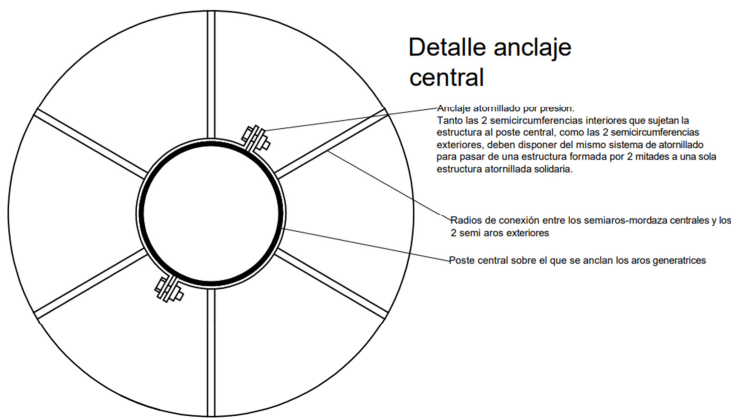 Detalle anclaje
central
Anclaje atornillado por presión:
Tanto las 2 semicircumferencias interiores que sujetan la
estructura al poste central, como las 2 semicircumferencias
exteriores, deben disponer del mismo sistema de atornillado
para pasar de una estructura formada por 2 mitades a una sola
estructura atornillada solidaria.
Radios de conexión entre los semiaros-mordaza centrales y los
2 semi aros exteriores
Poste central sobre el que se anclan los aros generatrices